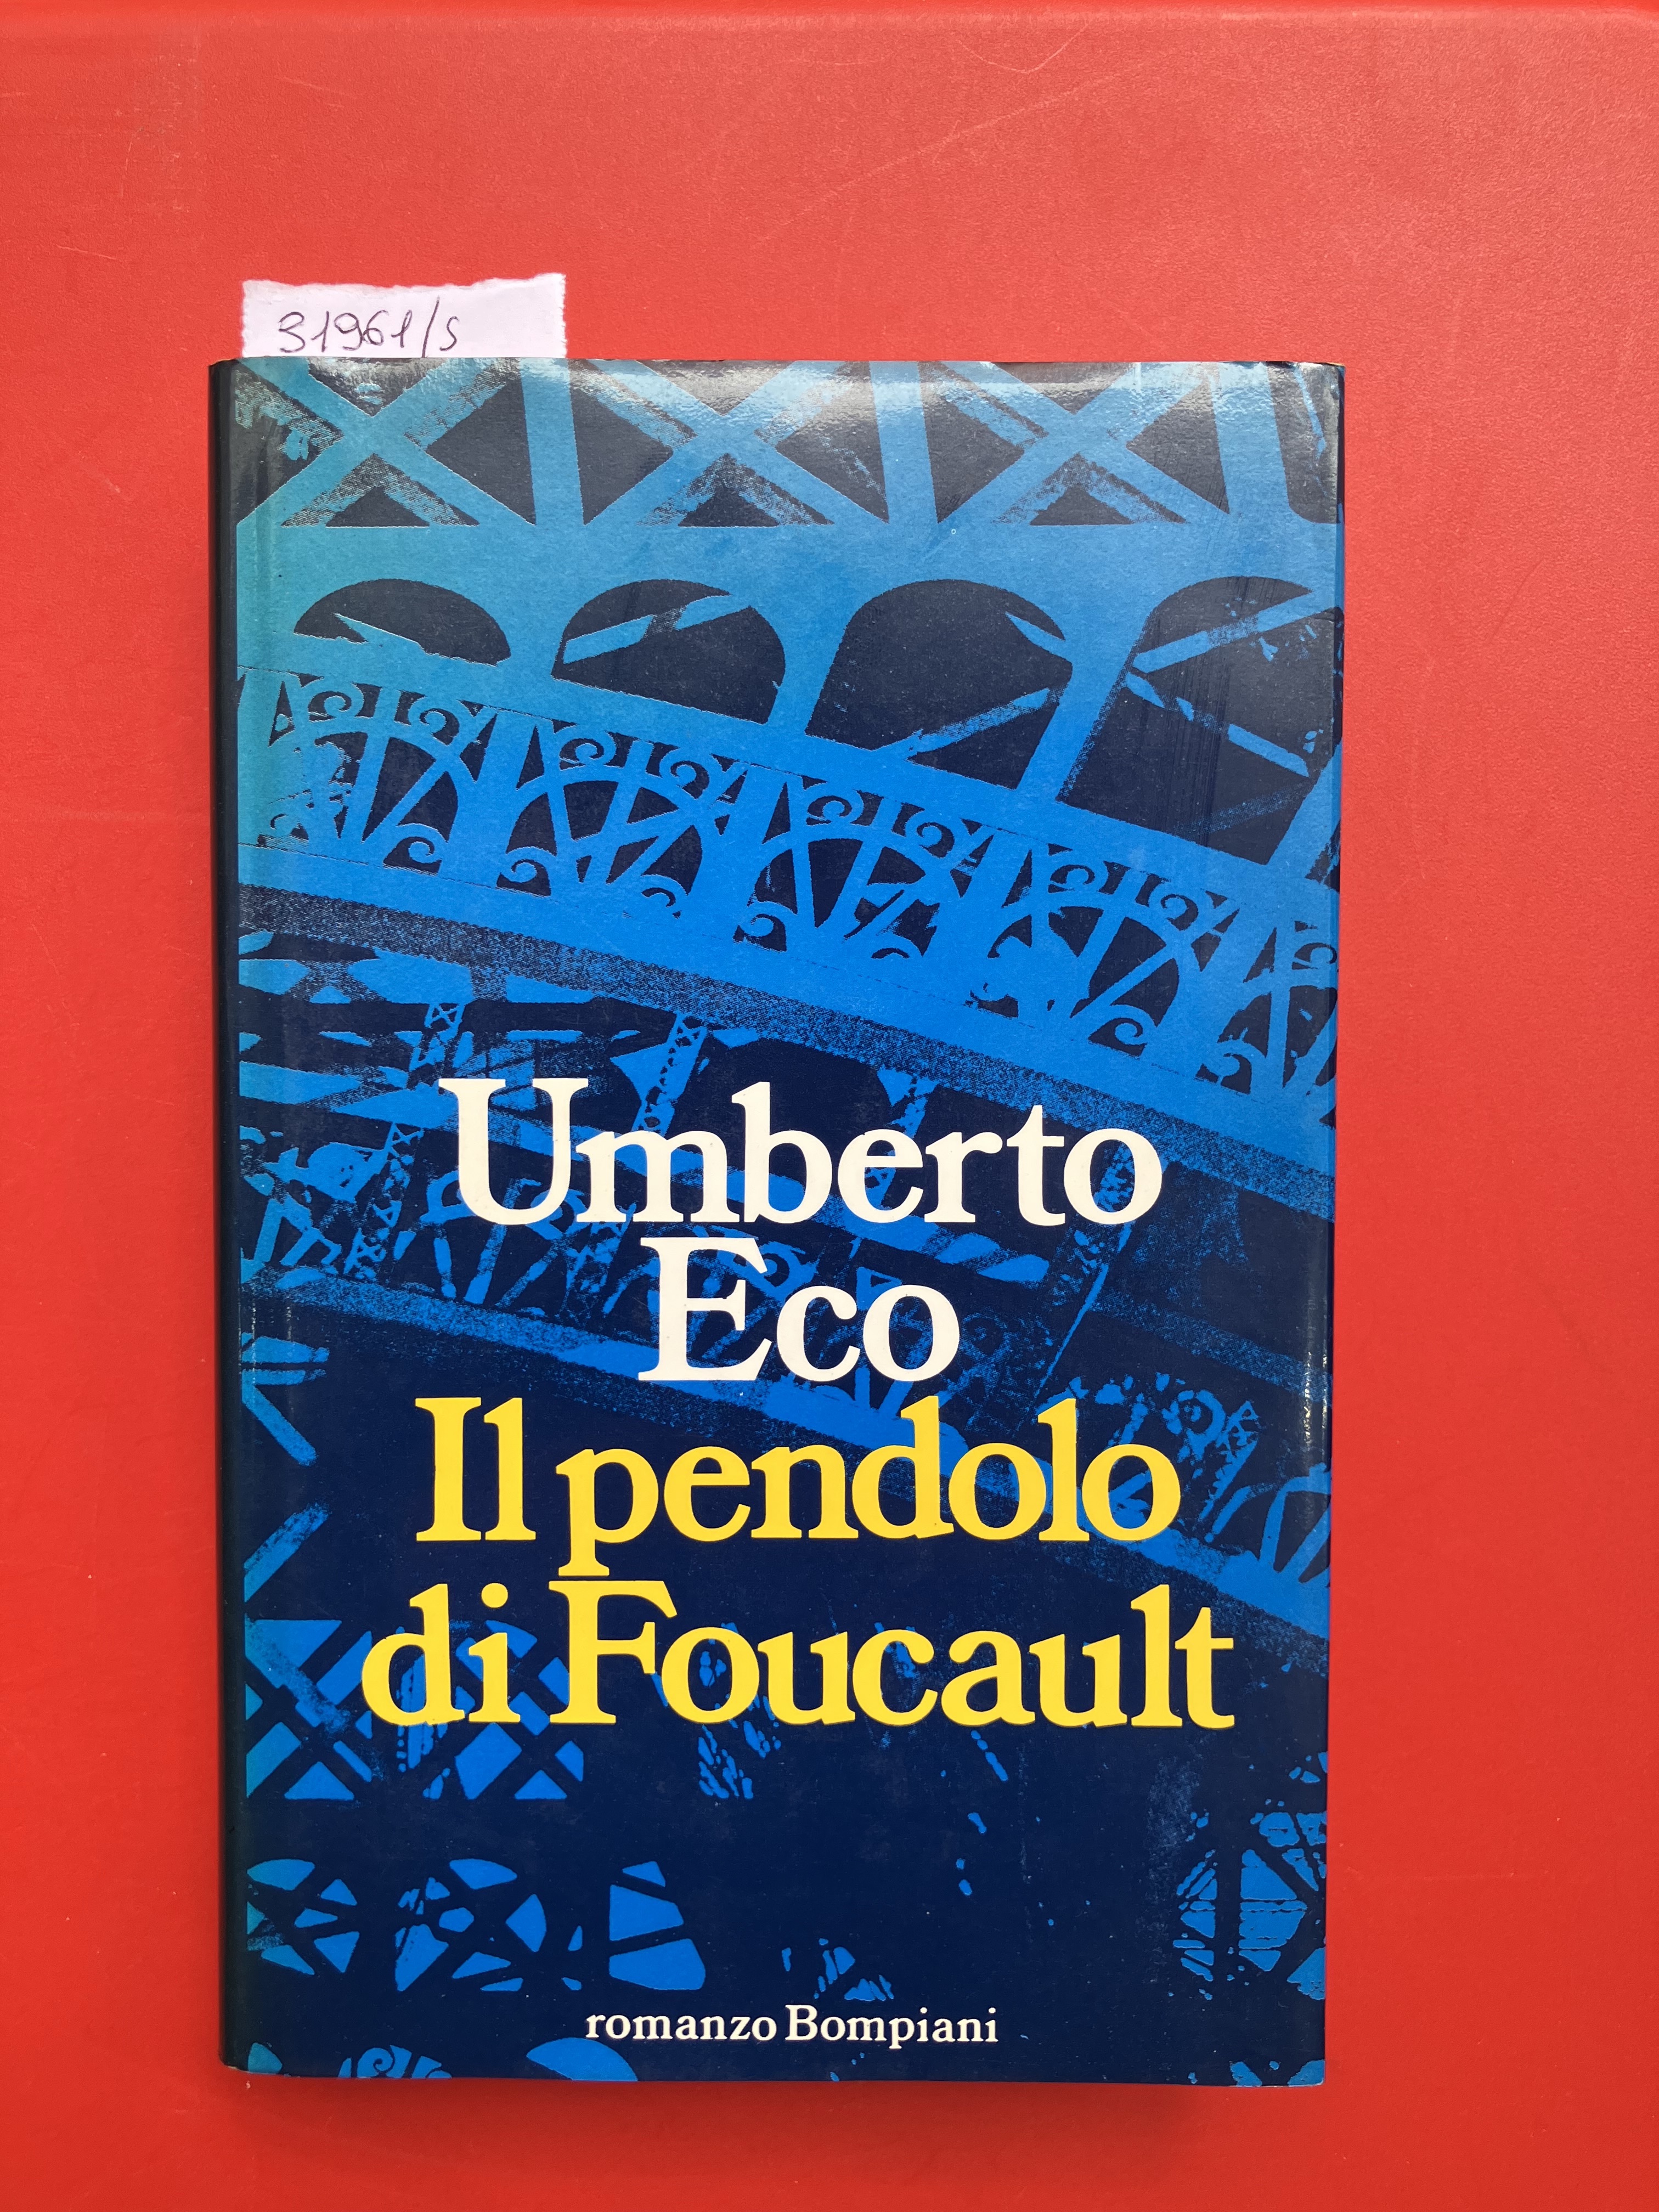 31961/s
Umberto
Eco
Il pendolo
di Foucault
romanzo Bompiani